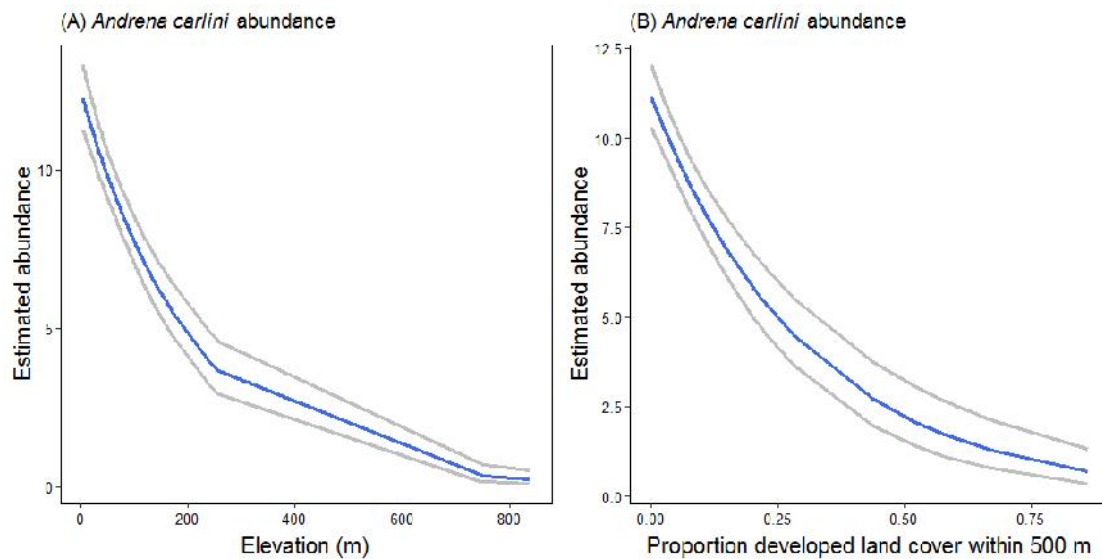 (A) Andrena carlini abundance
Estimated abundance
10
5
0
0 200 400 600 800
Elevation (m)
(B) Andrena carlini abundance
Estimated abundance
12.5
10.0
7.5
5.0
2.5
0.0
0.00 0.25 0.50 0.75
Proportion developed land cover within 500 m